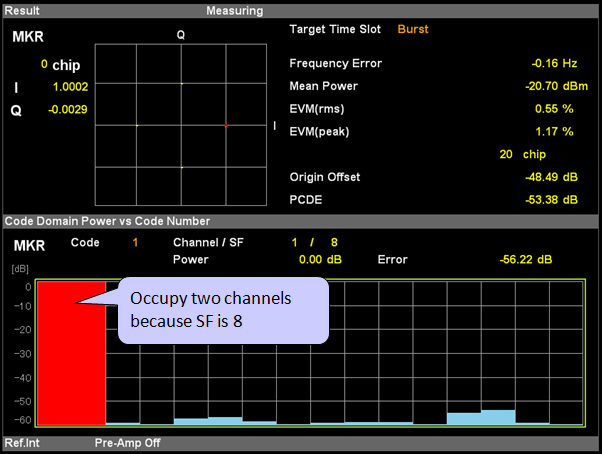 Result Measuring
MKR
Q
Target Time Slot Burst
0 chip
Frequency Error -0.16 Hz
I 1.0002
Mean Power -20.70 dBm
Q -0.0029
EVM(rms) 0.55 %
I
EVM(peak) 1.17 %
20 chip
Origin Offset -48.49 dB
PCDE -53.38 dB
Code Domain Power vs Code Number
MKR Code 1 Channel / SF 1 / 8
Power 0.00 dB Error -56.22 dB
[dB]
0
-10
-20
-30
-40
-50
-60
Occupy two channels
because SF is 8
Ref.Int Pre-Amp Off